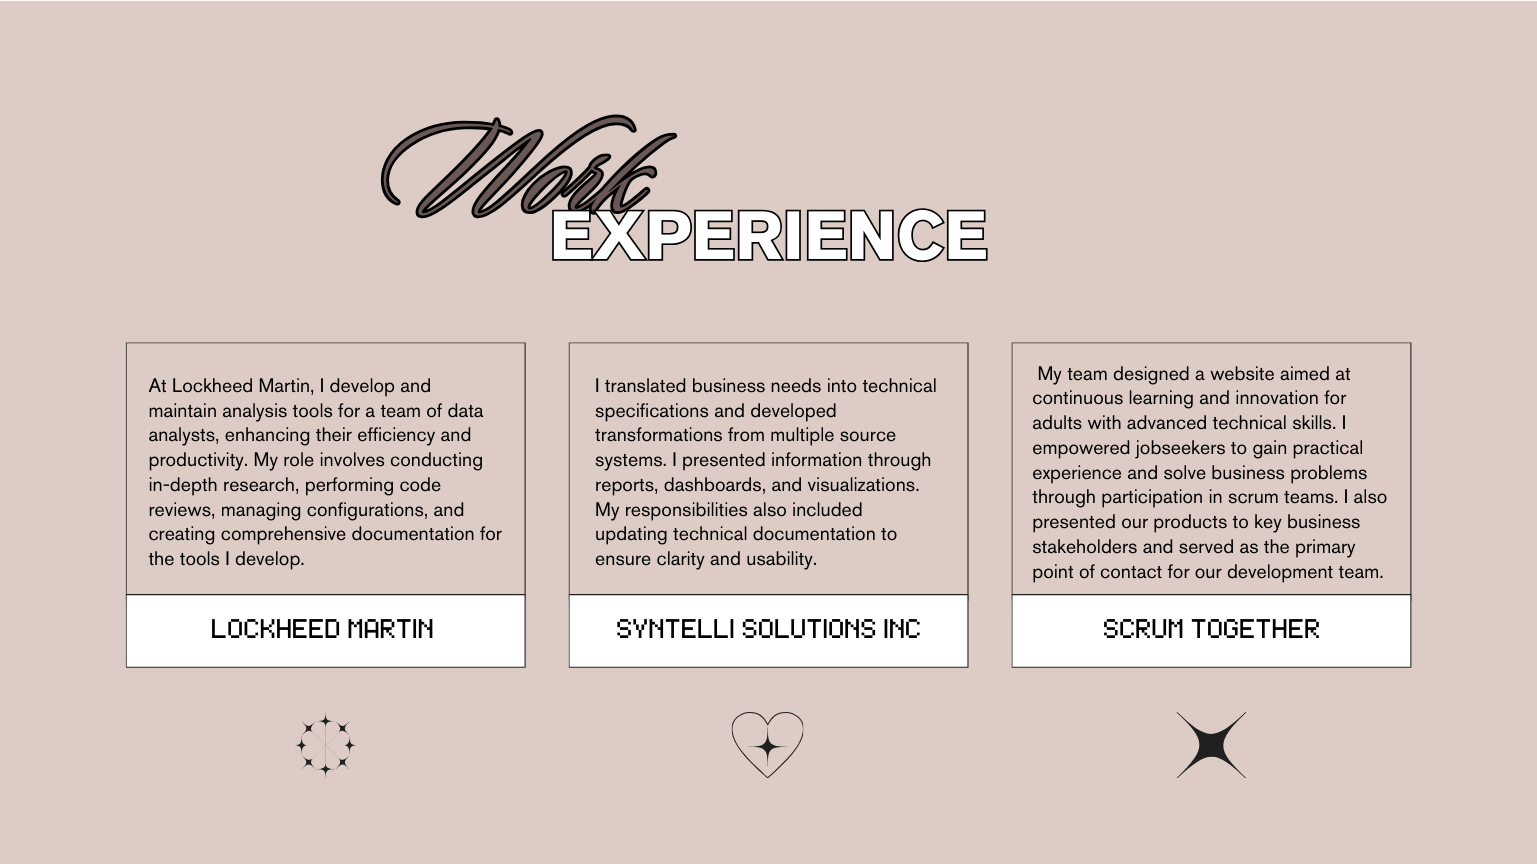 Work
EXPERIENCE
At Lockheed Martin, I develop and
maintain analysis tools for a team of data
analysts, enhancing their efficiency and
productivity. My role involves conducting
in-depth research, performing code
reviews, managing configurations, and
creating comprehensive documentation for
the tools I develop.
LOCKHEED MARTIN
I translated business needs into technical
specifications and developed
transformations from multiple source
systems. I presented information through
reports, dashboards, and visualizations.
My responsibilities also included
updating technical documentation to
ensure clarity and usability.
SYNTELLI SOLUTIONS INC
My team designed a website aimed at
continuous learning and innovation for
adults with advanced technical skills. I
empowered jobseekers to gain practical
experience and solve business problems
through participation in scrum teams. I also
presented our products to key business
stakeholders and served as the primary
point of contact for our development team.
SCRUM TOGETHER